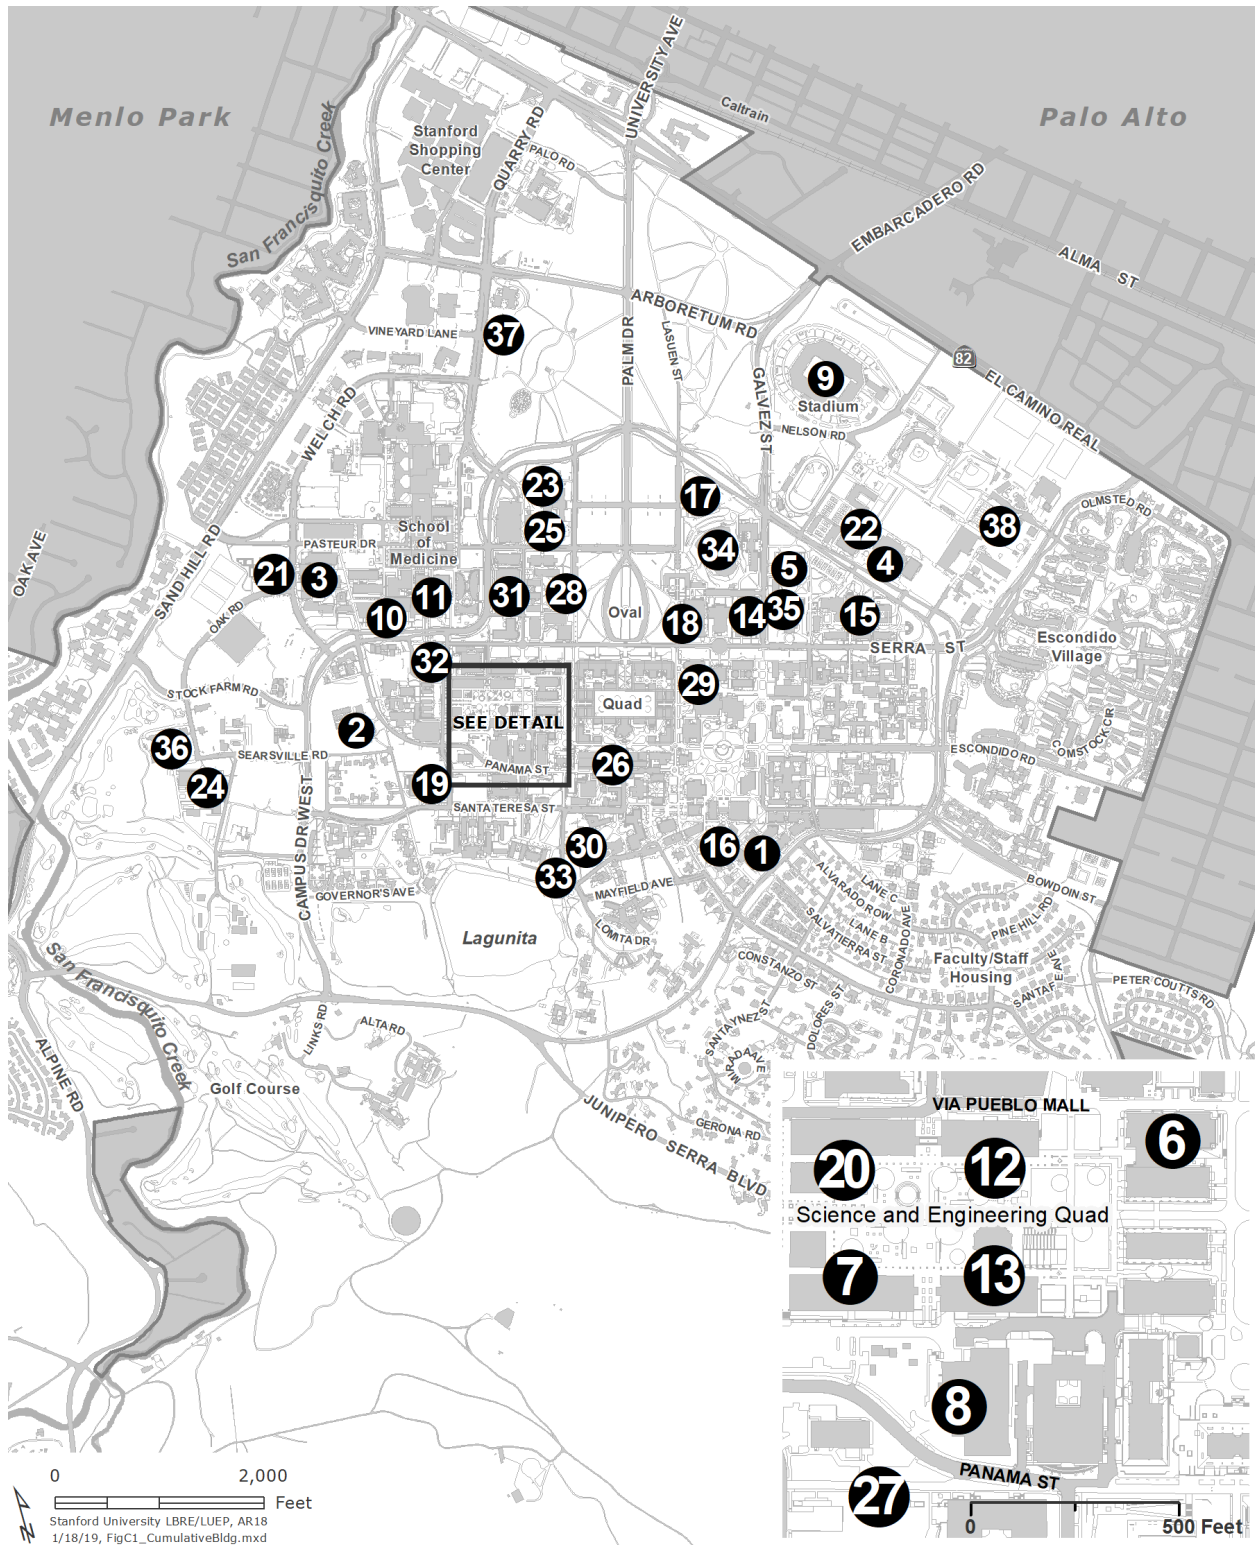 Menlo Park
Palo Alto
San Francisquito Creek
Stanford
Shopping
Center
QUARRY RD
PALO RD
UNIVERSITY AVE
Caltrain
EMBARCADERO RD
ALMA ST
ARBORETUM RD
PALM DR
LASUEN ST
GALVEZ ST
VINEYARD LANE
37
9
Stadium
82
EL CAMINO REAL
NELSON RD
WELCH RD
23
17
25
22
38
OLMSTED RD
School
of
Medicine
PASTEUR DR
34
4
5
OAK AVE
SAND HILL RD
21
3
11
31
28
10
Oval
18
14
35
15
OAK RD
SERRA ST
Escondido
Village
32
29
STOCK FARM RD
Quad
SEE DETAIL
2
36
SEARSVILLE RD
ESCONDIDO RD
COMSTOCK CIR
PANAMA ST
26
24
19
SANTA TERESA ST
CAMPUS DR WEST
30
16
1
33
MAYFIELD AVE
GOVERNOR'S AVE
ALVARADO ROW
LANE C
LANE B
SALVATIERRA ST
CORONADO AVE
BOWDOIN ST
PINE HILL RD
Lagunita
LOMITA DR
CONSTANZO ST
Faculty/Staff
Housing
SANTA FE AVE
PETER COUTTS RD
San Francisquito Creek
LINKS RD
ALTA RD
SANTA YNEZ ST
DOLORES ST
MIRADA AVE
ALPINE RD
Golf Course
JUNIPERO SERRA BLVD
GERONA RD
VIA PUEBLO MALL
6
20
12
Science and Engineering Quad
7
13
8
PANAMA ST
27
0
500 Feet
0
2,000
Feet
N
Stanford University LBRE/LUEP, AR18
1/18/19, FigC1_CumulativeBldg.mxd